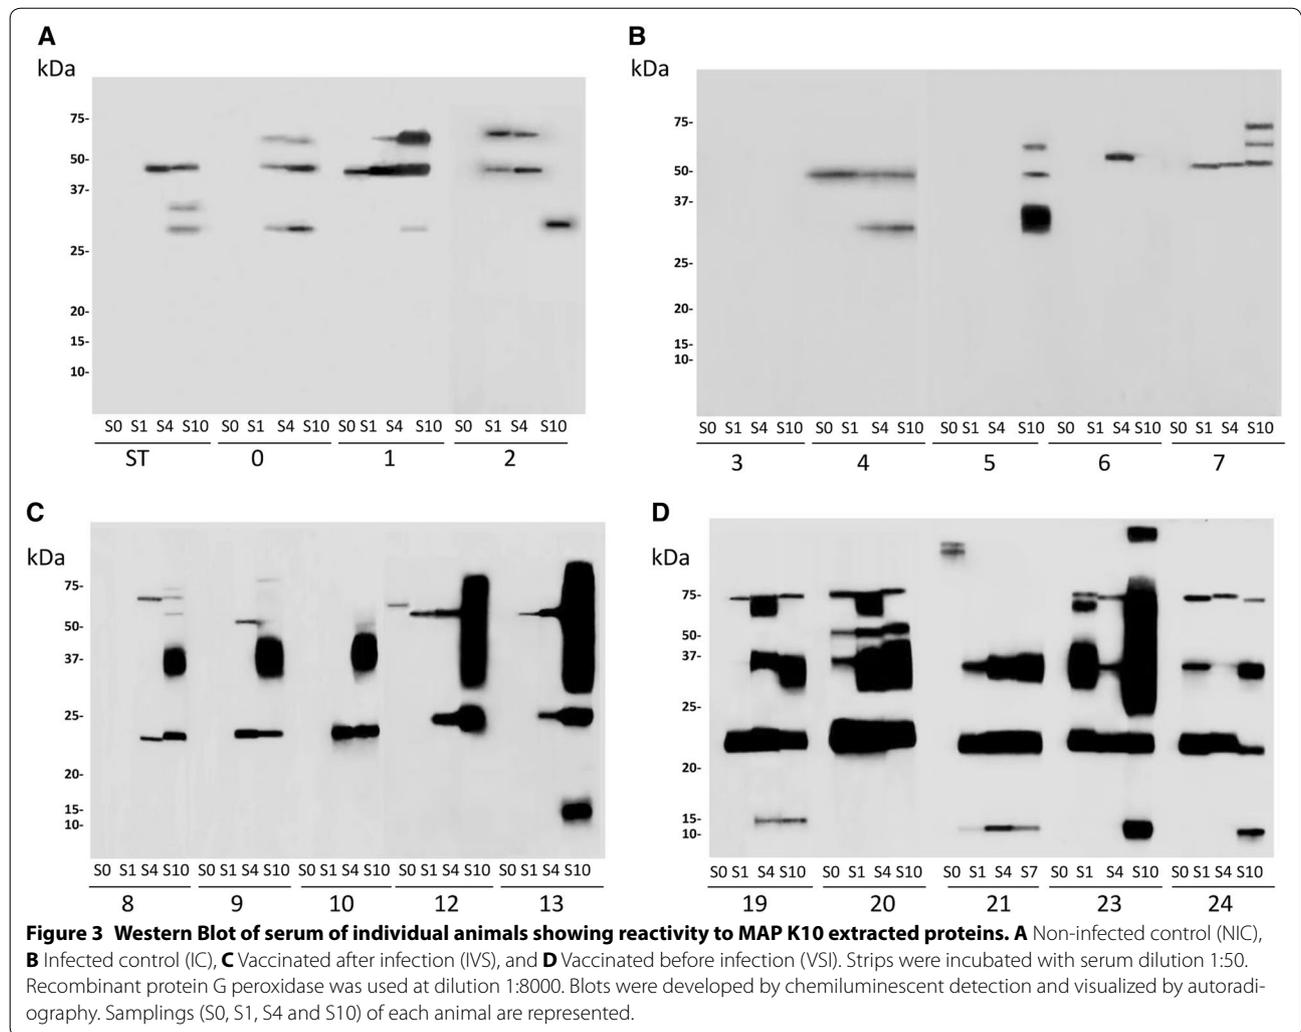 A
kDa
75-
50-
37-
25-
20-
15-
10-
S0 S1 S4 S10 S0 S1 S4 S10 S0 S1 S4 S10 S0 S1 S4 S10
ST 0 1 2
B
kDa
75-
50-
37-
25-
20-
15-
10-
S0 S1 S4 S10 S0 S1 S4 S10 S0 S1 S4 S10 S0 S1 S4 S10 S0 S1 S4 S10
3 4 5 6 7
C
kDa
75-
50-
37-
25-
20-
15-
10-
S0 S1 S4 S10 S0 S1 S4 S10 S0 S1 S4 S10 S0 S1 S4 S10 S0 S1 S4 S10
8 9 10 12 13
D
kDa
75-
50-
37-
25-
20-
15-
10-
S0 S1 S4 S10 S0 S1 S4 S10 S0 S1 S4 S7 S0 S1 S4 S10 S0 S1 S4 S10
19 20 21 23 24
Figure 3 Western Blot of serum of individual animals showing reactivity to MAP K10 extracted proteins. A Non-infected control (NIC),
B Infected control (IC), C Vaccinated after infection (IVS), and D Vaccinated before infection (VSI). Strips were incubated with serum dilution 1:50.
Recombinant protein G peroxidase was used at dilution 1:8000. Blots were developed by chemiluminescent detection and visualized by autoradi-
ography. Samplings (S0, S1, S4 and S10) of each animal are represented.